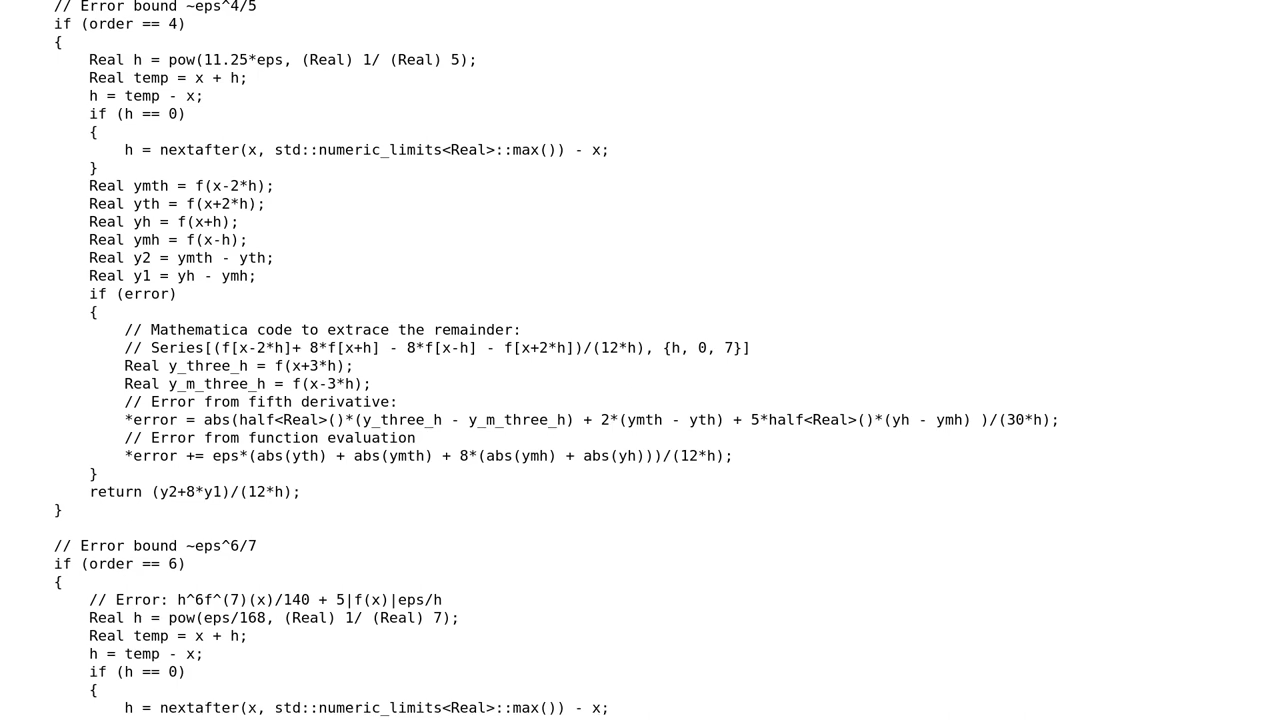 // Error bound ~eps^4/5
if (order == 4)
{
    Real h = pow(11.25*eps, (Real) 1/ (Real) 5);
    Real temp = x + h;
    h = temp - x;
    if (h == 0)
    {
        h = nextafter(x, std::numeric_limits<Real>::max()) - x;
    }
    Real ymth = f(x-2*h);
    Real yth = f(x+2*h);
    Real yh = f(x+h);
    Real ymh = f(x-h);
    Real y2 = ymth - yth;
    Real y1 = yh - ymh;
    if (error)
    {
        // Mathematica code to extrace the remainder:
        // Series[(f[x-2*h]+ 8*f[x+h] - 8*f[x-h] - f[x+2*h])/(12*h), {h, 0, 7}]
        Real y_three_h = f(x+3*h);
        Real y_m_three_h = f(x-3*h);
        // Error from fifth derivative:
        *error = abs(half<Real>()*(y_three_h - y_m_three_h) + 2*(ymth - yth) + 5*half<Real>()*(yh - ymh) )/(30*h);
        // Error from function evaluation
        *error += eps*(abs(yth) + abs(ymth) + 8*(abs(ymh) + abs(yh)))/(12*h);
    }
    return (y2+8*y1)/(12*h);
}

// Error bound ~eps^6/7
if (order == 6)
{
    // Error: h^6f^(7)(x)/140 + 5|f(x)|eps/h
    Real h = pow(eps/168, (Real) 1/ (Real) 7);
    Real temp = x + h;
    h = temp - x;
    if (h == 0)
    {
        h = nextafter(x, std::numeric_limits<Real>::max()) - x;